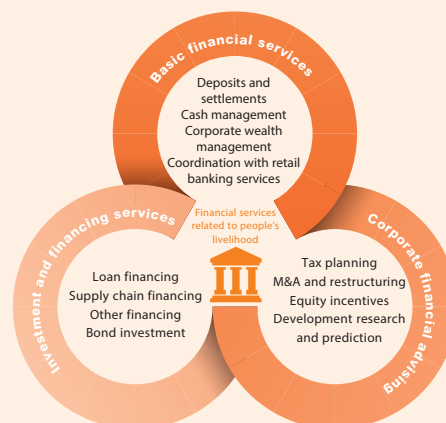 Basic financial services
Deposits and
settlements
Cash management
Corporate wealth
management
Coordination with retail
banking services
Financial services
related to people's
livelihood
Investment and financing services
Loan financing
Supply chain financing
Other financing
Bond investment
Corporate financial advising
Tax planning
M&A and restructuring
Equity incentives
Development research
and prediction